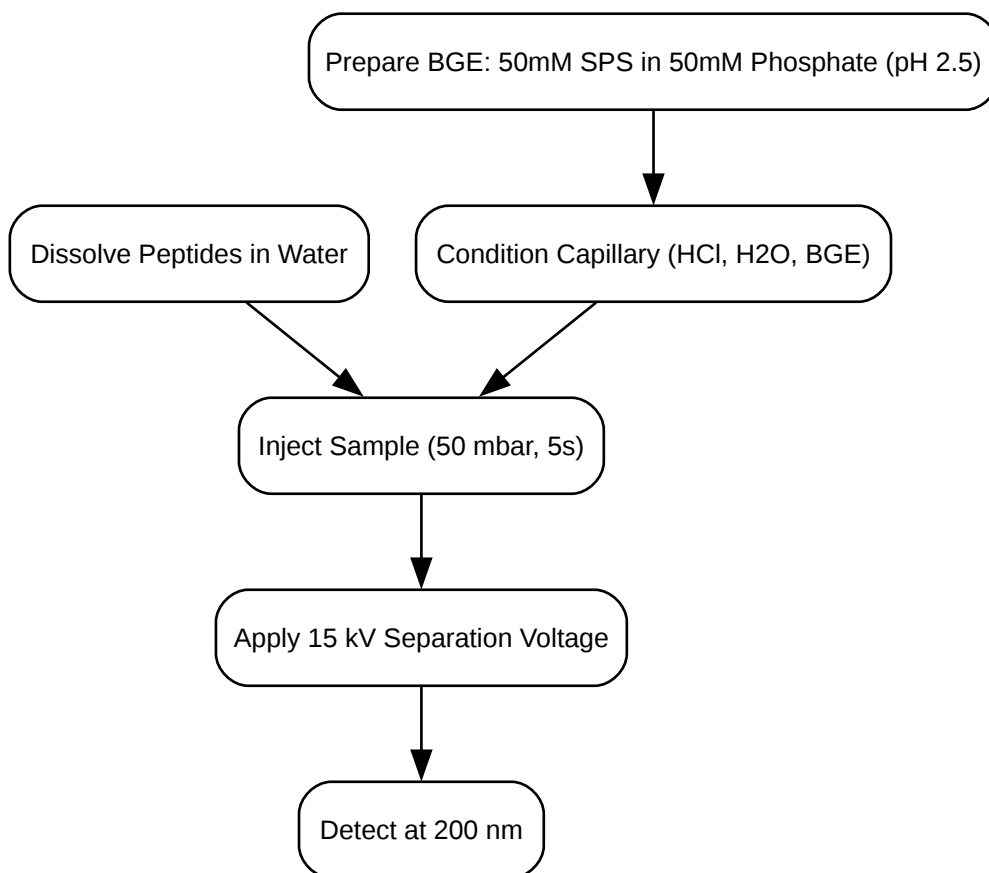 Prepare BGE: 50mM SPS in 50mM Phosphate (pH 2.5)
Dissolve Peptides in Water
Condition Capillary (HCl, H2O, BGE)
Inject Sample (50 mbar, 5s)
Apply 15 kV Separation Voltage
Detect at 200 nm